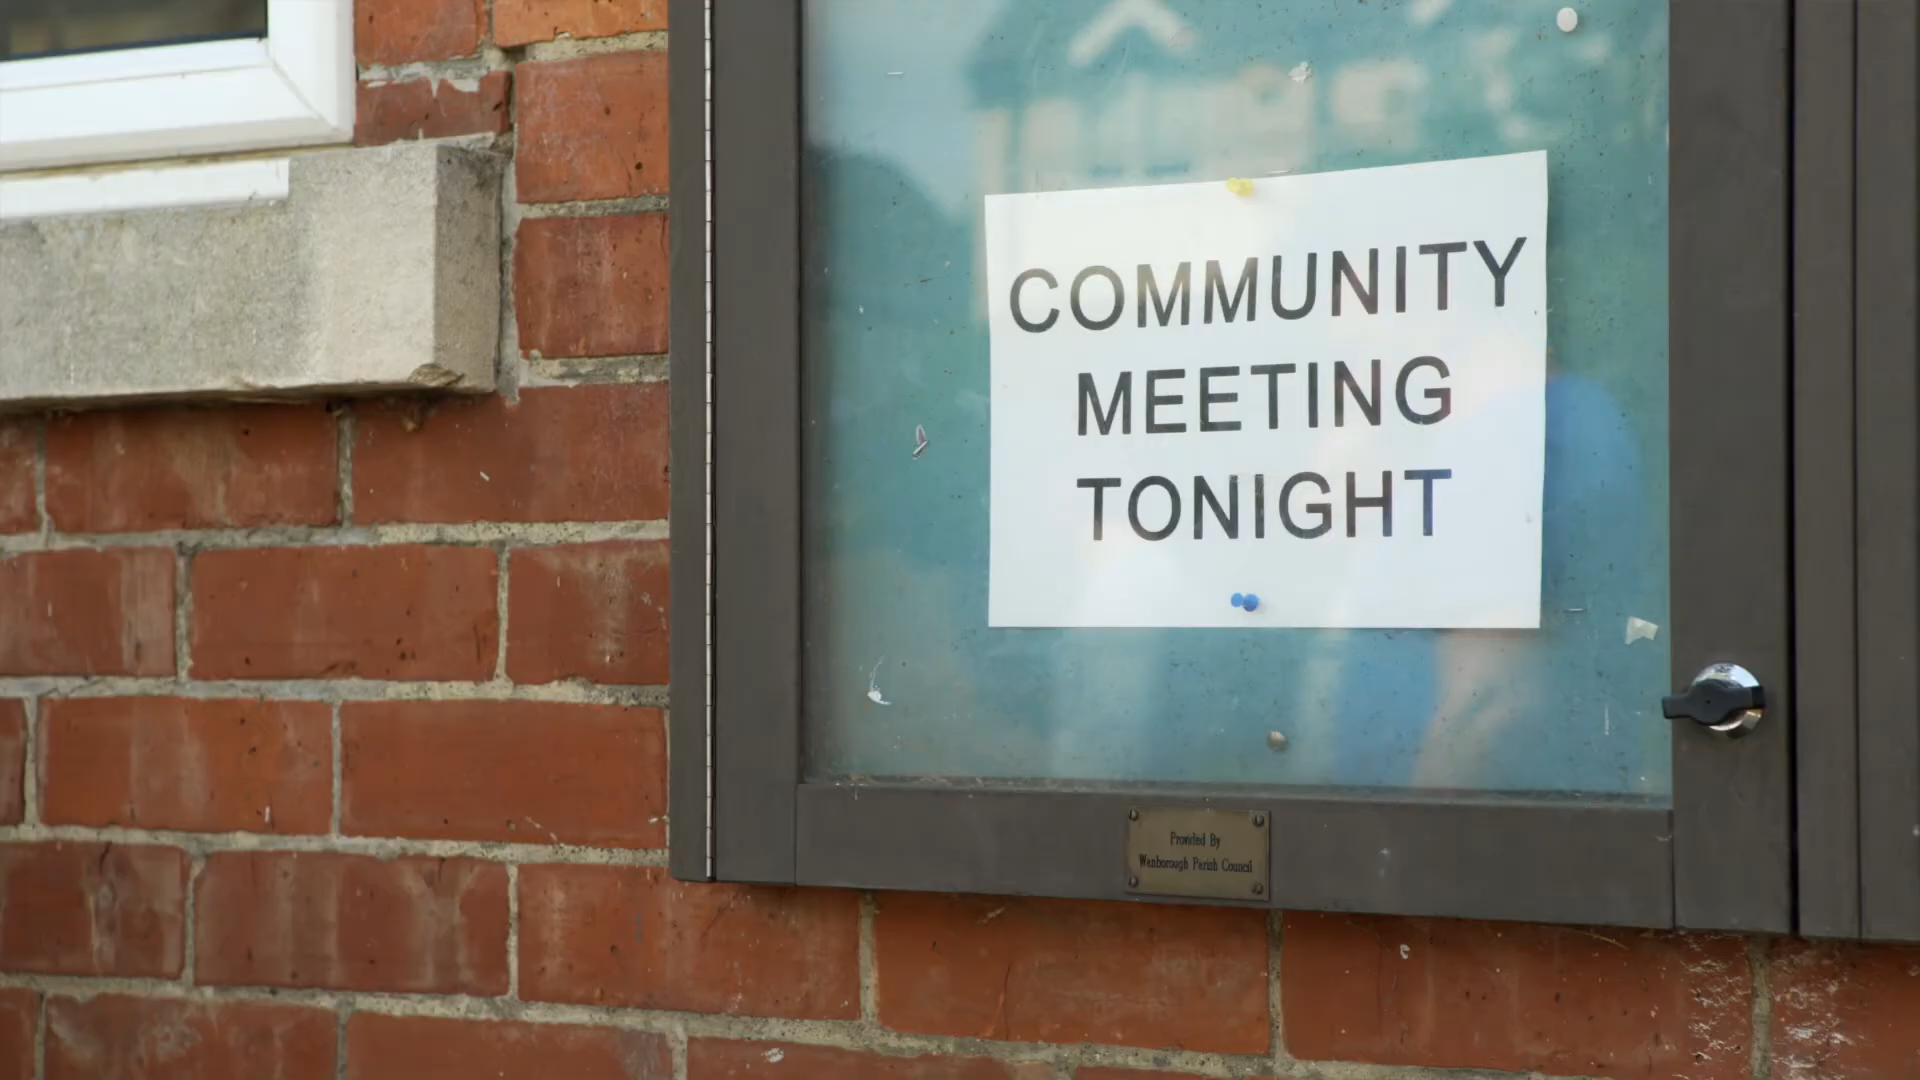 COMMUNITY
MEETING
TONIGHT
Provided By
Wanborough Parish Council